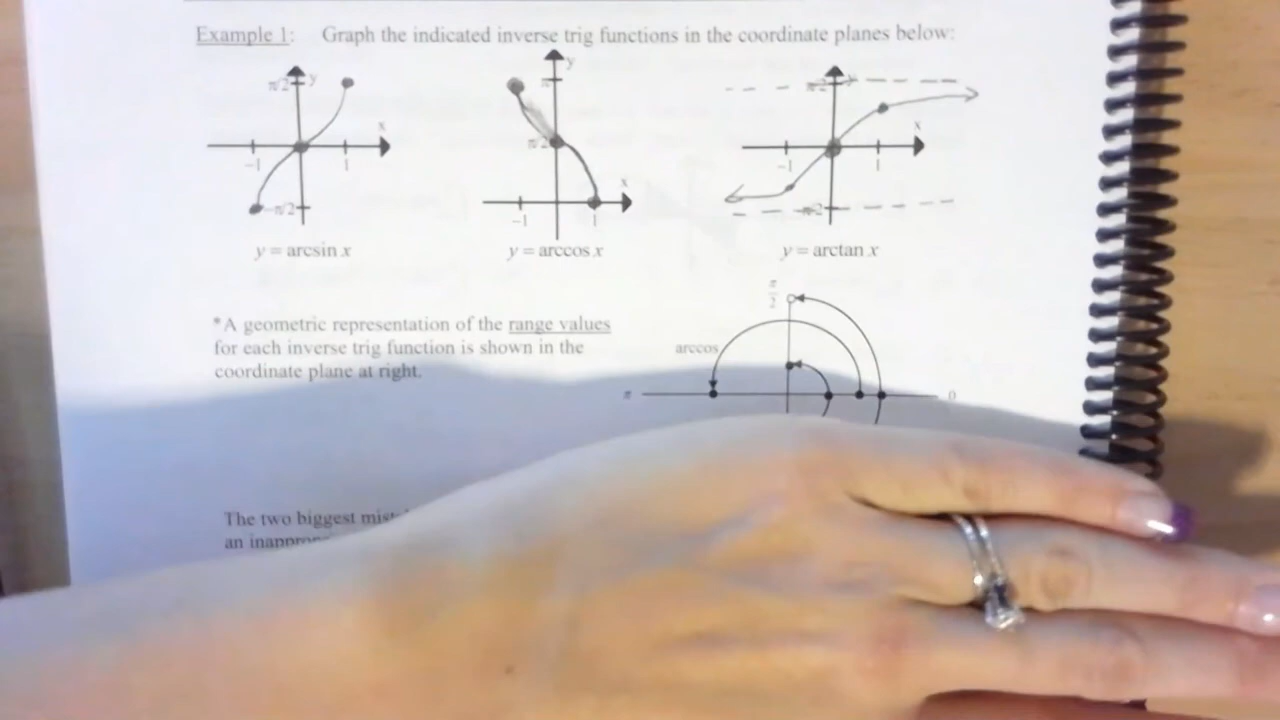 Example 1: Graph the indicated inverse trig functions in the coordinate planes below:
π/2 y
x
-1 1
-π/2
y = arcsin x
y
π
π/2
x
-1 1
y = arccos x
π/2 y
x
-1 1
-π/2
y = arctan x
*A geometric representation of the range values
for each inverse trig function is shown in the
coordinate plane at right.
π/2
arccos
π 0
The two biggest
an